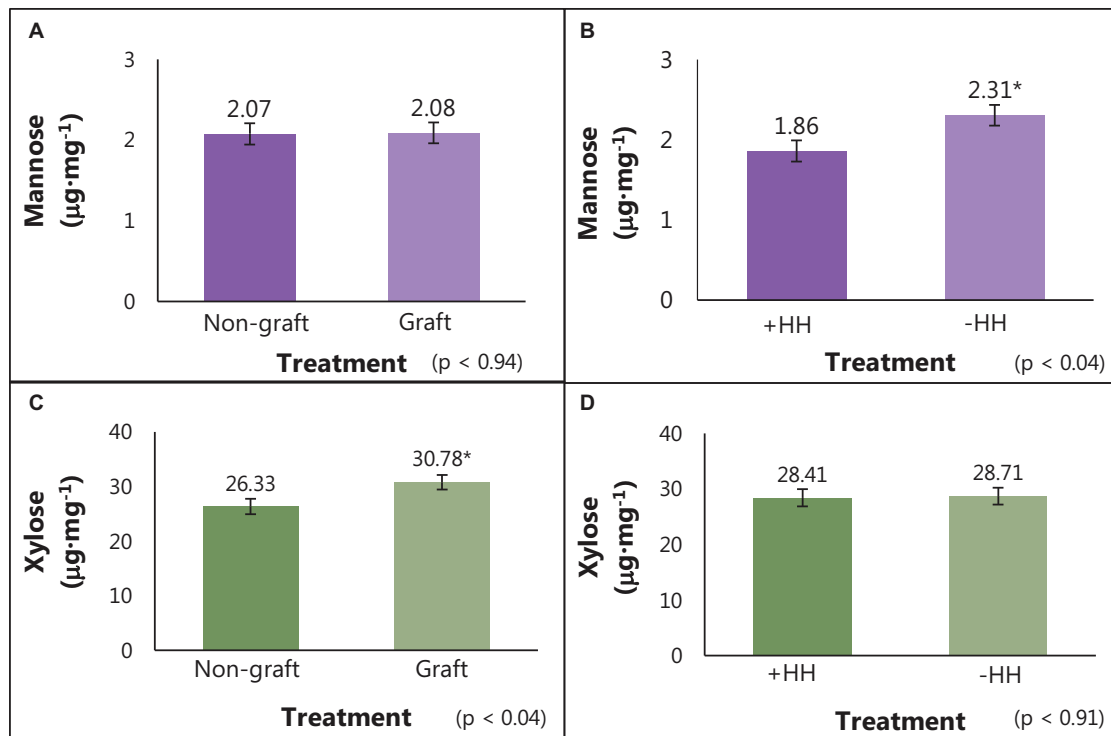 A
Mannose
(µg·mg⁻¹)
3
2
1
0
2.07
2.08
Non-graft
Graft
Treatment (p < 0.94)
B
Mannose
(µg·mg⁻¹)
3
2
1
0
1.86
2.31*
+HH
-HH
Treatment (p < 0.04)
C
Xylose
(µg·mg⁻¹)
40
30
20
10
0
26.33
30.78*
Non-graft
Graft
Treatment (p < 0.04)
D
Xylose
(µg·mg⁻¹)
40
30
20
10
0
28.41
28.71
+HH
-HH
Treatment (p < 0.91)